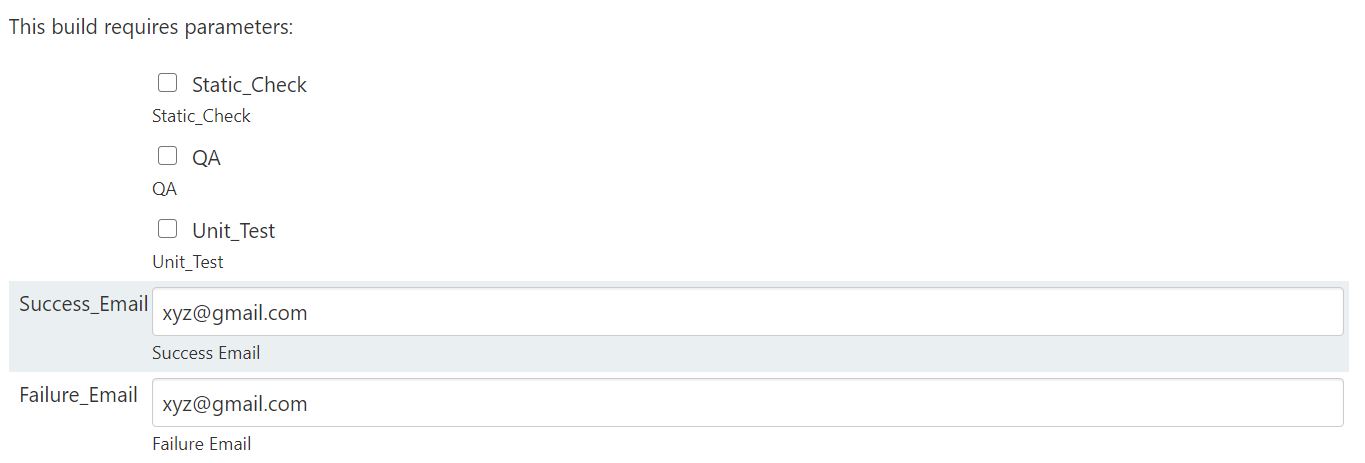 This build requires parameters:
Static_Check
Static_Check
QA
QA
Unit_Test
Unit_Test
Success_Email xyz@gmail.com
Success Email
Failure_Email xyz@gmail.com
Failure Email